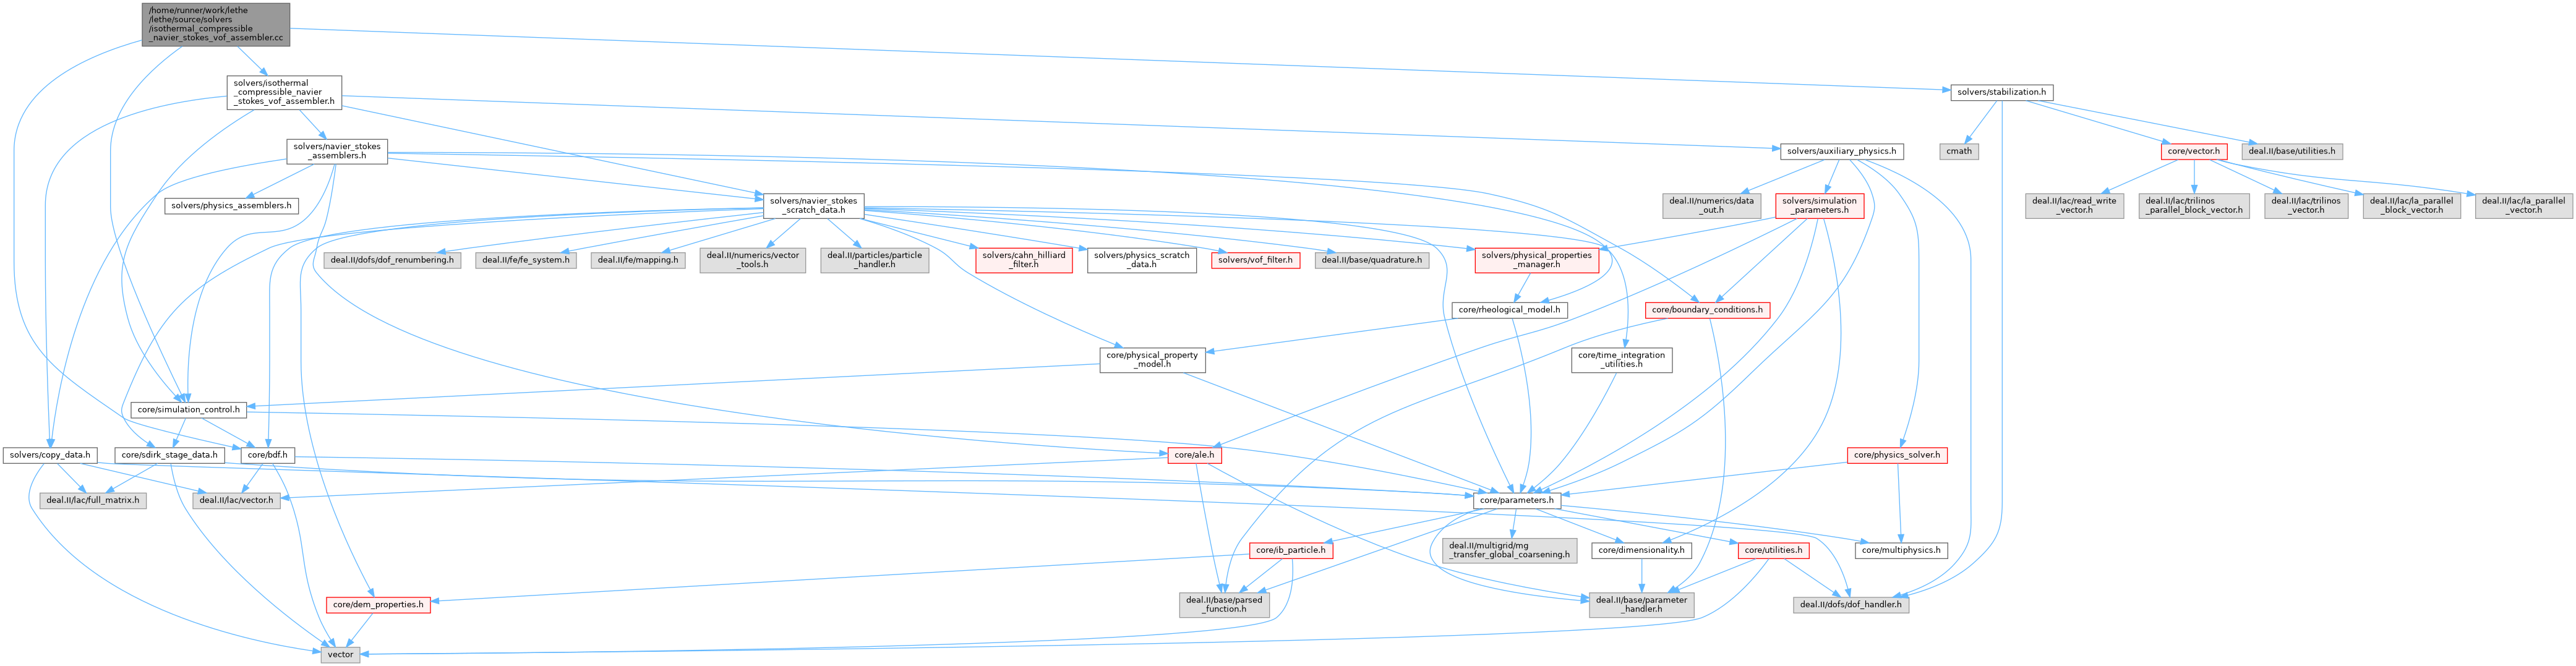 /home/runner/work/lethe
/lethe/source/solvers
/isothermal_compressible
_navier_stokes_vof_assembler.cc
solvers/isothermal
_compressible_navier
_stokes_vof_assembler.h
solvers/stabilization.h
solvers/navier_stokes
_assemblers.h
solvers/auxiliary_physics.h
cmath
core/vector.h
deal.II/base/utilities.h
solvers/physics_assemblers.h
solvers/navier_stokes
_scratch_data.h
deal.II/numerics/data
_out.h
solvers/simulation
_parameters.h
deal.II/lac/read_write
_vector.h
deal.II/lac/trilinos
_parallel_block_vector.h
deal.II/lac/trilinos
_vector.h
deal.II/lac/la_parallel
_block_vector.h
deal.II/lac/la_parallel
_vector.h
deal.II/dofs/dof_renumbering.h
deal.II/fe/fe_system.h
deal.II/fe/mapping.h
deal.II/numerics/vector
_tools.h
deal.II/particles/particle
_handler.h
solvers/cahn_hilliard
_filter.h
solvers/physics_scratch
_data.h
solvers/vof_filter.h
deal.II/base/quadrature.h
solvers/physical_properties
_manager.h
core/rheological_model.h
core/boundary_conditions.h
core/physical_property
_model.h
core/time_integration
_utilities.h
core/simulation_control.h
solvers/copy_data.h
core/sdirk_stage_data.h
core/bdf.h
core/ale.h
core/physics_solver.h
deal.II/lac/full_matrix.h
deal.II/lac/vector.h
core/parameters.h
core/ib_particle.h
deal.II/multigrid/mg
_transfer_global_coarsening.h
core/dimensionality.h
core/utilities.h
core/multiphysics.h
core/dem_properties.h
deal.II/base/parsed
_function.h
deal.II/base/parameter
_handler.h
deal.II/dofs/dof_handler.h
vector